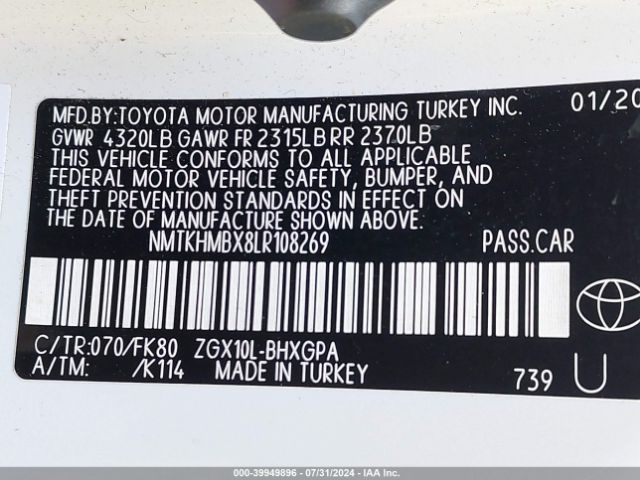 MFD.BY:TOYOTA MOTOR MANUFACTURING TURKEY INC. 01/20
GVWR 4320LB GAWR FR 2315LB RR 2370LB
THIS VEHICLE CONFORMS TO ALL APPLICABLE
FEDERAL MOTOR VEHICLE SAFETY, BUMPER, AND
THEFT PREVENTION STANDARDS IN EFFECT ON
THE DATE OF MANUFACTURE SHOWN ABOVE.
NMTKHMBX8LR108269 PASS.CAR
C/TR:070/FK80 ZGX10L-BHXGPA
A/TM: /K114 MADE IN TURKEY
739 U
000-39949896 - 07/31/2024 - IAA Inc.